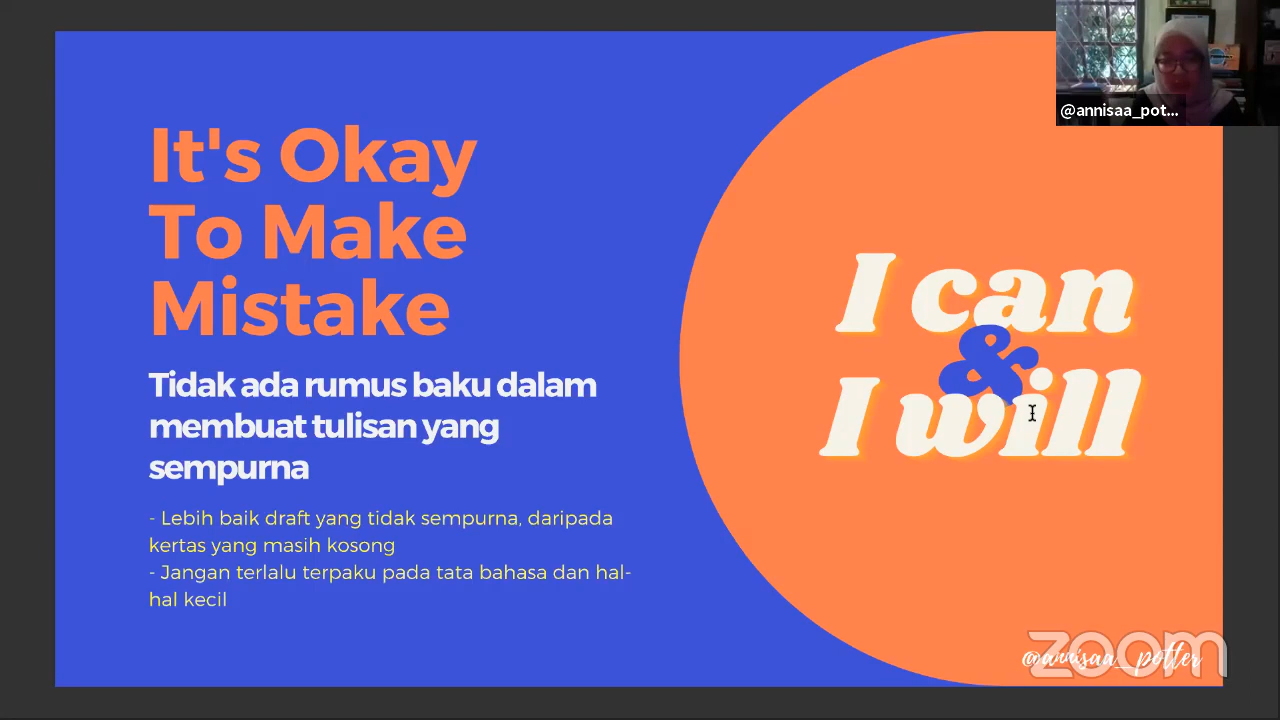 It's Okay
To Make
Mistake
Tidak ada rumus baku dalam
membuat tulisan yang
sempurna
- Lebih baik draft yang tidak sempurna, daripada
kertas yang masih kosong
- Jangan terlalu terpaku pada tata bahasa dan hal-
hal kecil
I can
&
I will
@annisaa_pot...
@annisaa_potter
zoom